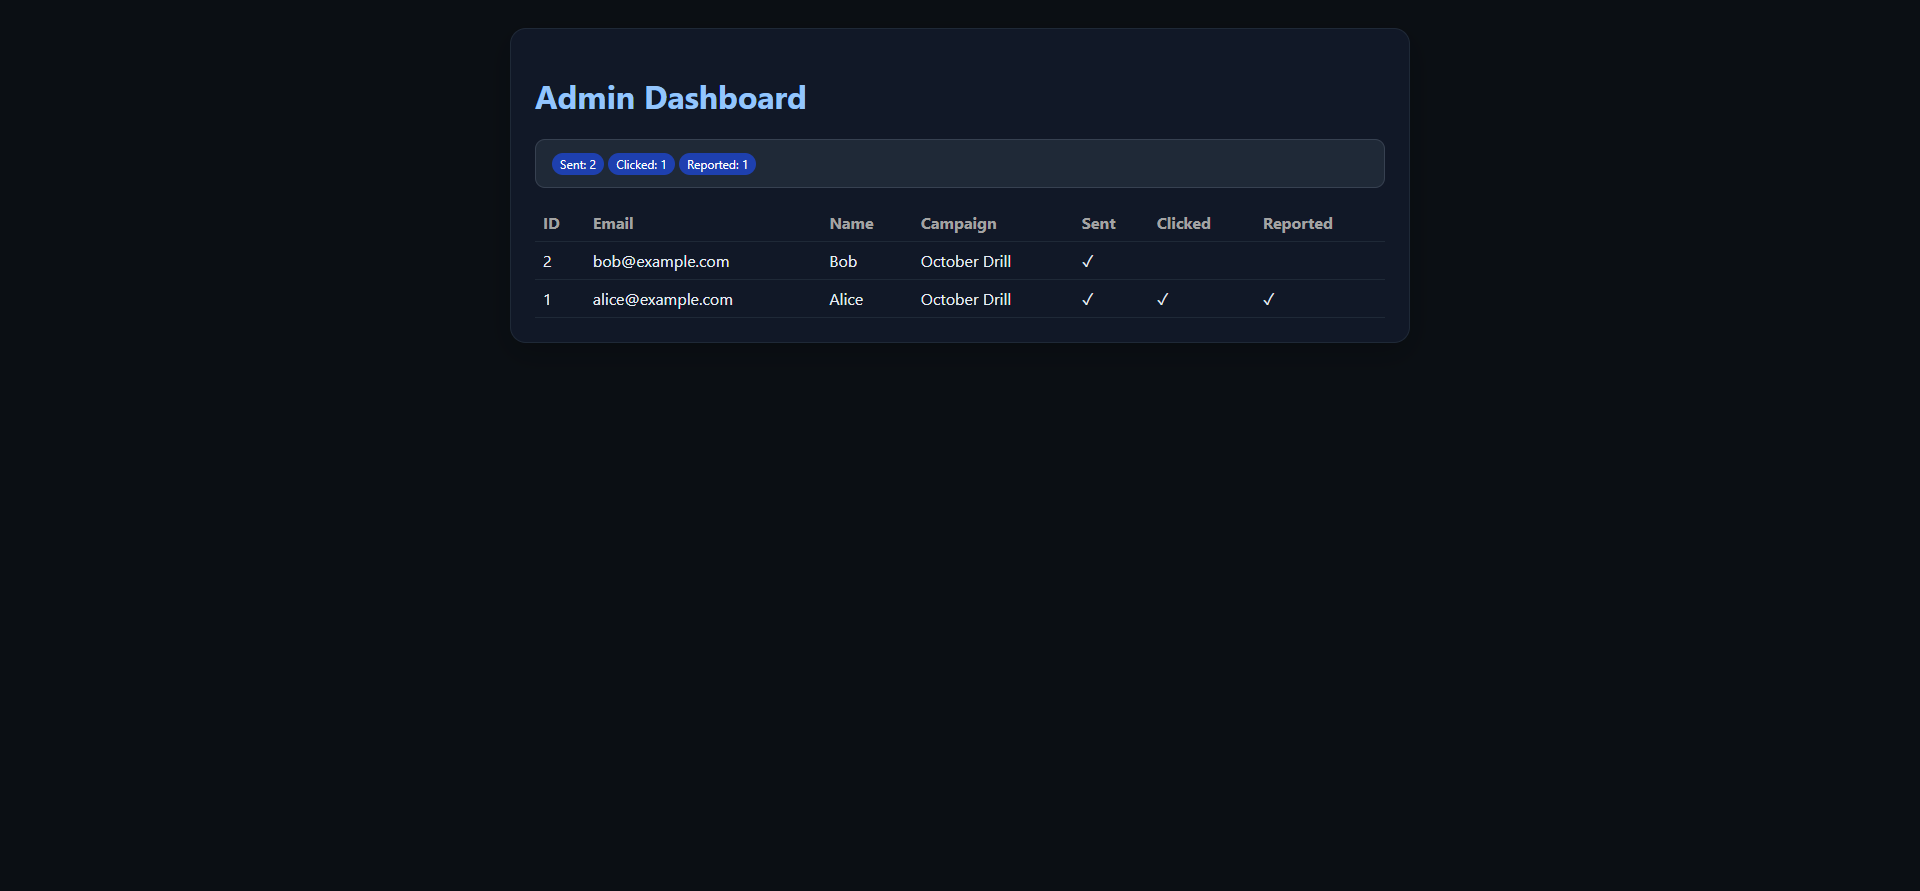 Admin Dashboard
Sent: 2 Clicked: 1 Reported: 1
ID Email Name Campaign Sent Clicked Reported
2 bob@example.com Bob October Drill ✓
1 alice@example.com Alice October Drill ✓ ✓ ✓